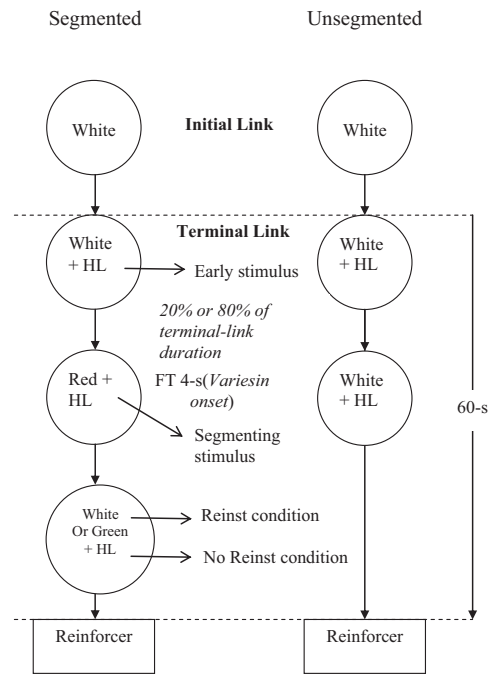 Segmented
Unsegmented
White
Initial Link
White
Terminal Link
White
+ HL
Early stimulus
White
+ HL
20% or 80% of
terminal-link
duration
FT 4-s(Variesin
onset)
Red +
HL
Segmenting
stimulus
White
+ HL
60-s
White
Or Green
+ HL
Reinst condition
No Reinst condition
Reinforcer
Reinforcer